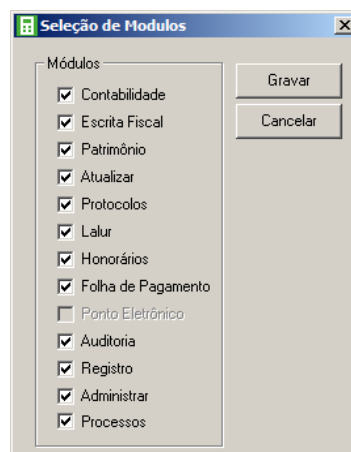 Seleção de Modulos
Módulos
Contabilidade
Escrita Fiscal
Patrimônio
Atualizar
Protocolos
Lalur
Honorários
Folha de Pagamento
Ponto Eletrônico
Auditoria
Registro
Administrar
Processos
Gravar
Cancelar